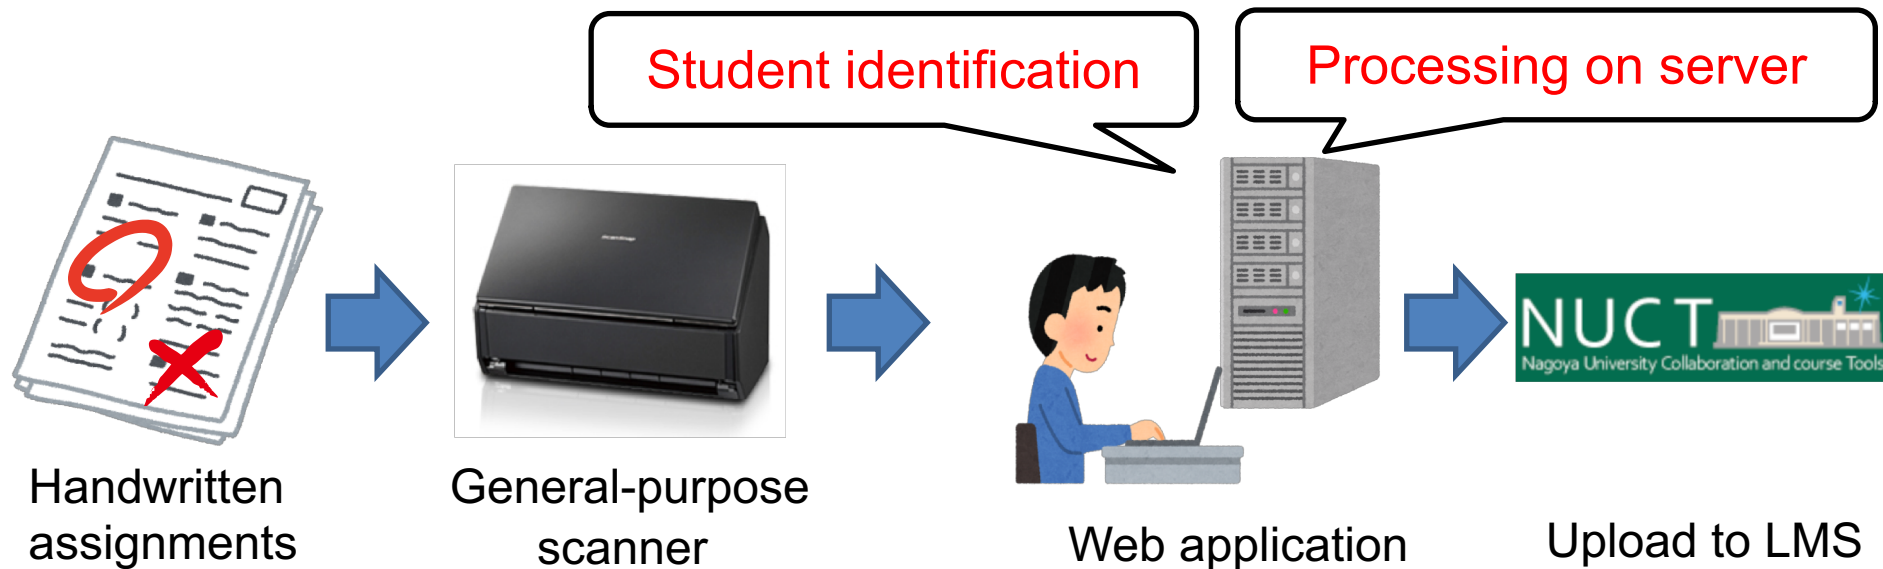 Student identification
Processing on server
NUCT
Nagoya University Collaboration and course Tools
Handwritten
assignments
General-purpose
scanner
Web application
Upload to LMS